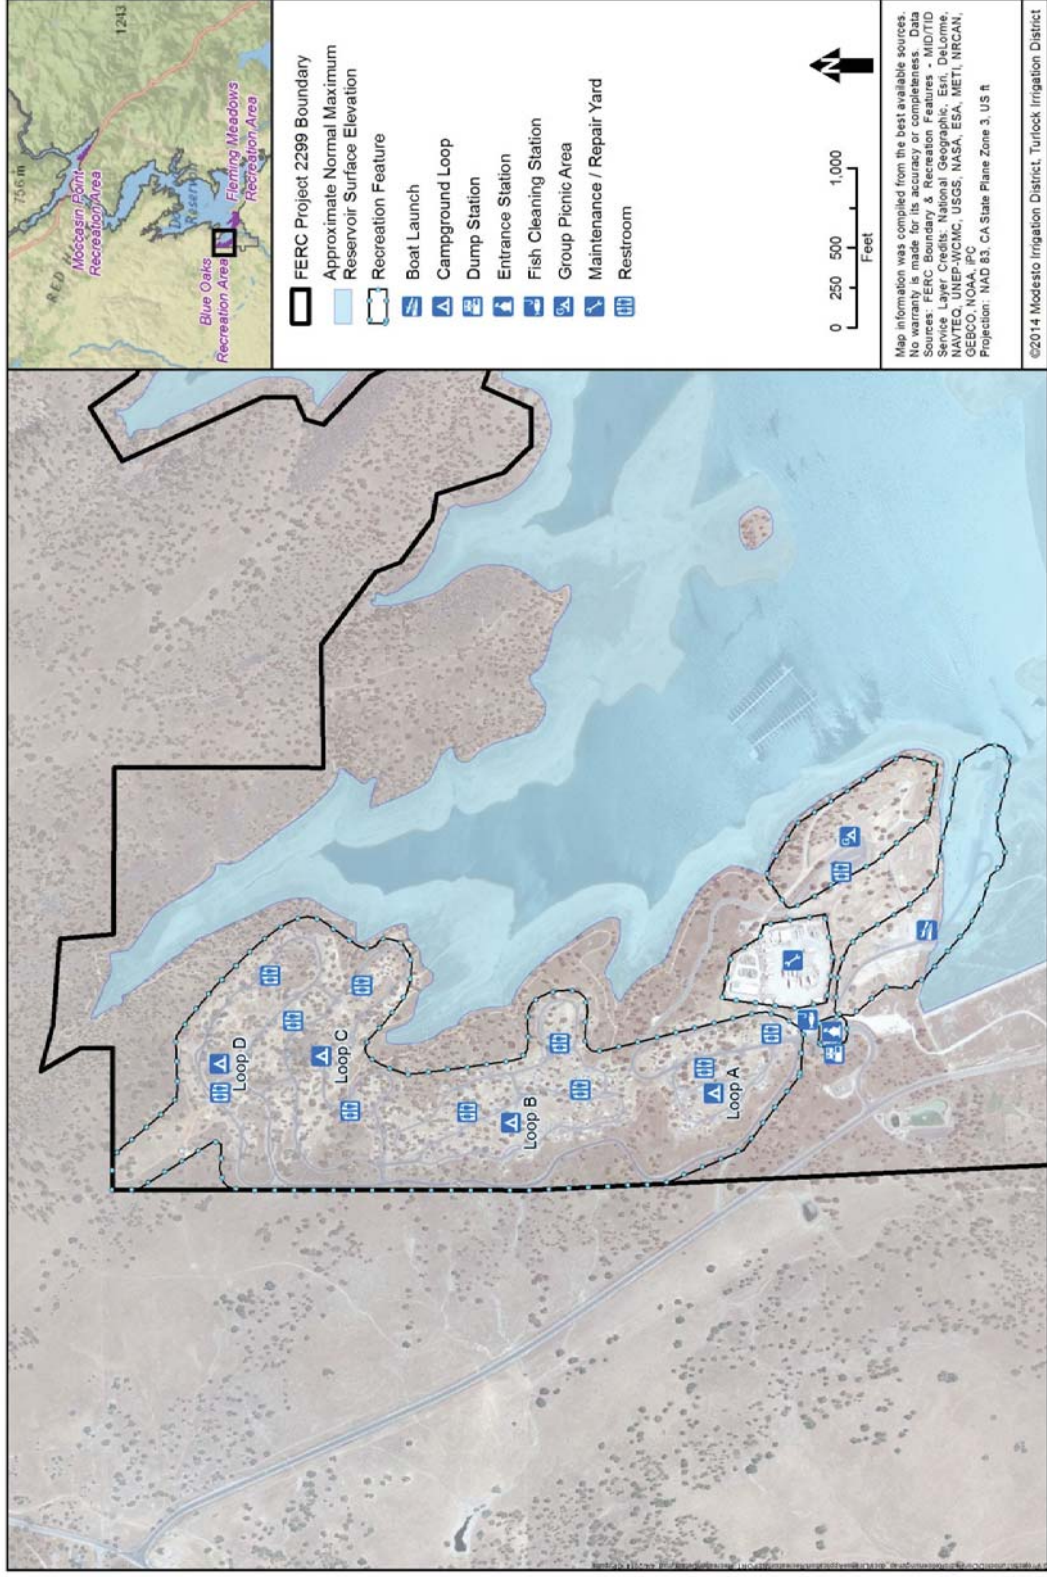 RED H
756 m
1243
Moccasin Point
Recreation Area
Do
Reserv
Blue Oaks
Recreation Area
Fleming Meadows
Recreation Area
FERC Project 2299 Boundary
Approximate Normal Maximum
Reservoir Surface Elevation
Recreation Feature
Boat Launch
Campground Loop
Dump Station
Entrance Station
Fish Cleaning Station
Group Picnic Area
Maintenance / Repair Yard
Restroom
N
0 250 500 1,000
Feet
Map information was compiled from the best available sources.
No warranty is made for its accuracy or completeness. Data
Sources: FERC Boundary & Recreation Features - MID/TID
Service Layer Credits: National Geographic, Esri, DeLorme,
NAVTEQ, UNEP-WCMC, USGS, NASA, ESA, METI, NRCAN,
GEBCO, NOAA, iPC
Projection: NAD 83, CA State Plane Zone 3, US ft
©2014 Modesto Irrigation District, Turlock Irrigation District
Loop D
Loop C
Loop B
Loop A
G